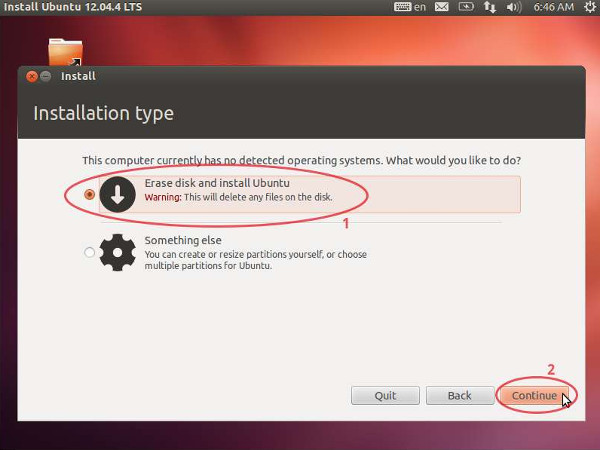 Install Ubuntu 12.04.4 LTS en 6:46 AM
Install
Installation type
This computer currently has no detected operating systems. What would you like to do?
Erase disk and install Ubuntu
Warning: This will delete any files on the disk.
1
Something else
You can create or resize partitions yourself, or choose
multiple partitions for Ubuntu.
2
Quit Back Continue